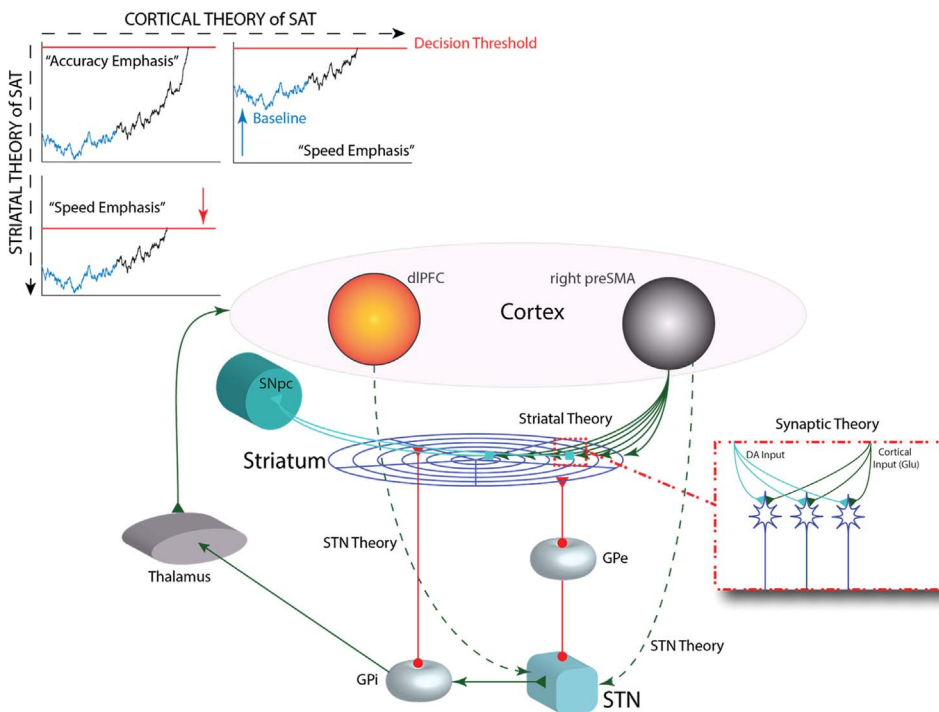 CORTICAL THEORY of SAT
Decision Threshold
STRIATAL THEORY of SAT
“Accuracy Emphasis”
Baseline
“Speed Emphasis”
“Speed Emphasis”
dlPFC
right preSMA
Cortex
SNpc
Striatal Theory
Synaptic Theory
Striatum
DA Input
Cortical
Input (Glu)
STN Theory
GPe
Thalamus
STN Theory
GPi
STN